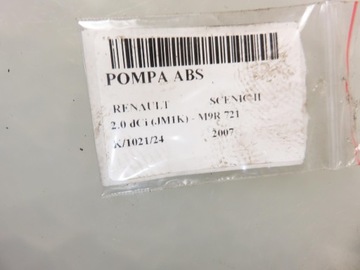 POMPA ABS
RENAULT SCENIC II
2.0 dCi (JM1K) - M9R 721
K/1021/24 2007